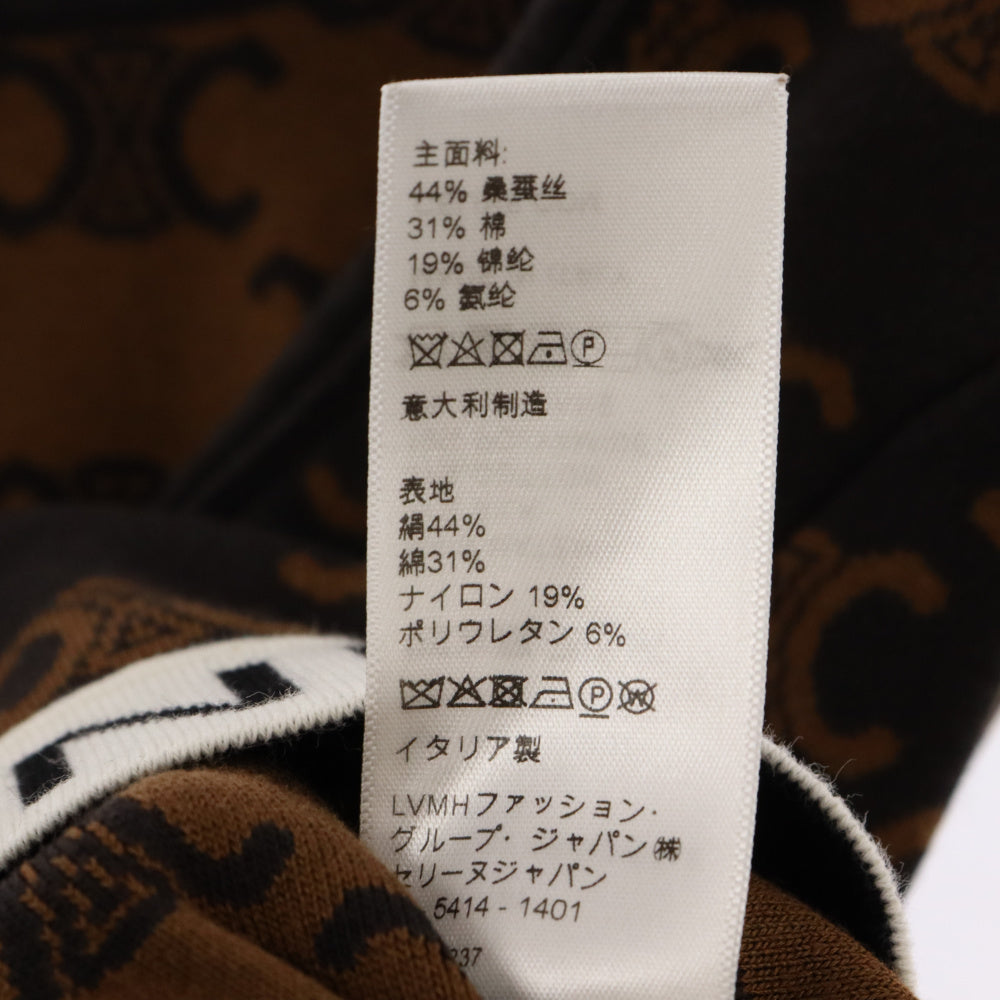 主面料:
44% 桑蚕丝
31% 棉
19% 锦纶
6% 氨纶
P
意大利制造
表地
絹44%
綿31%
ナイロン 19%
ポリウレタン 6%
P W
イタリア製
LVMHファッション・
グループ・ ジャパン㈱
セリーヌジャパン
5414 - 1401
237